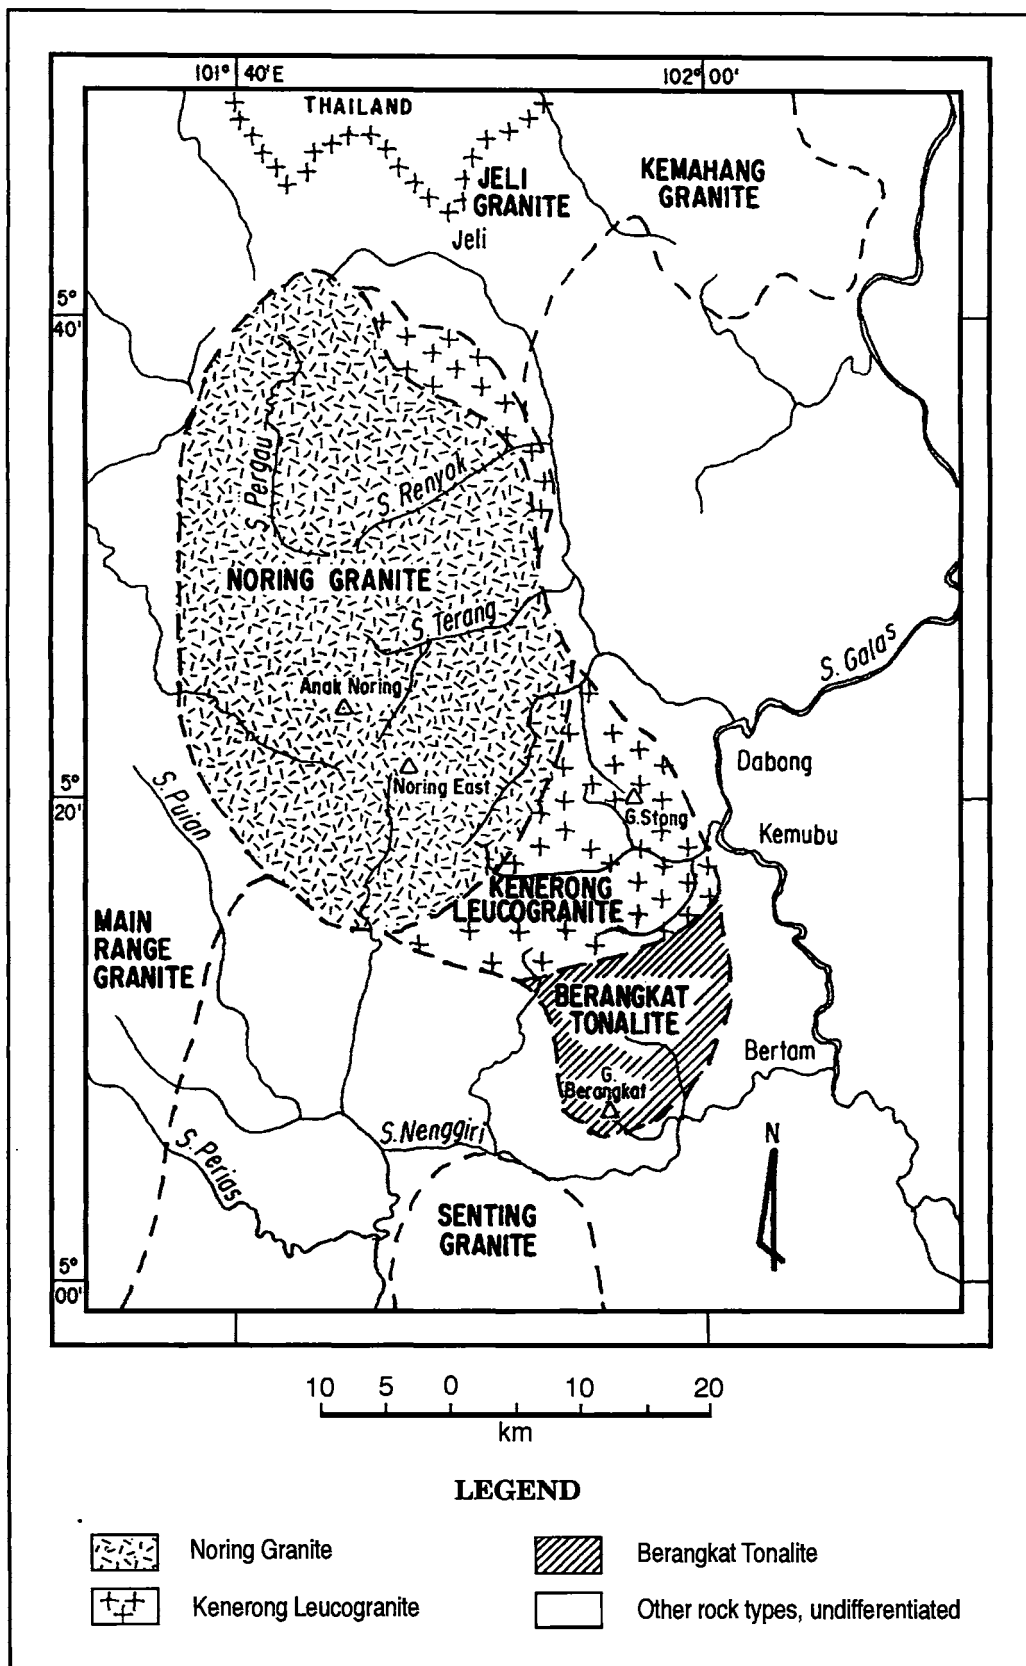 101° 40'E
102° 00'
THAILAND
JELI
GRANITE
Jeli
KEMAHANG
GRANITE
5°
40'
S. Pergau
S. Renyok
NORING GRANITE
S. Terang
S. Galas
Anak Noring
Noring East
Dabong
5°
20'
G. Stong
S. Puian
Kemubu
KENERONG
LEUCOGRANITE
MAIN
RANGE
GRANITE
BERANGKAT
TONALITE
Bertam
G.
Berangkat
S. Nenggiri
S. Perias
N
SENTING
GRANITE
5°
00'
10 5 0 10 20
km
LEGEND
Noring Granite
Berangkat Tonalite
Kenerong Leucogranite
Other rock types, undifferentiated